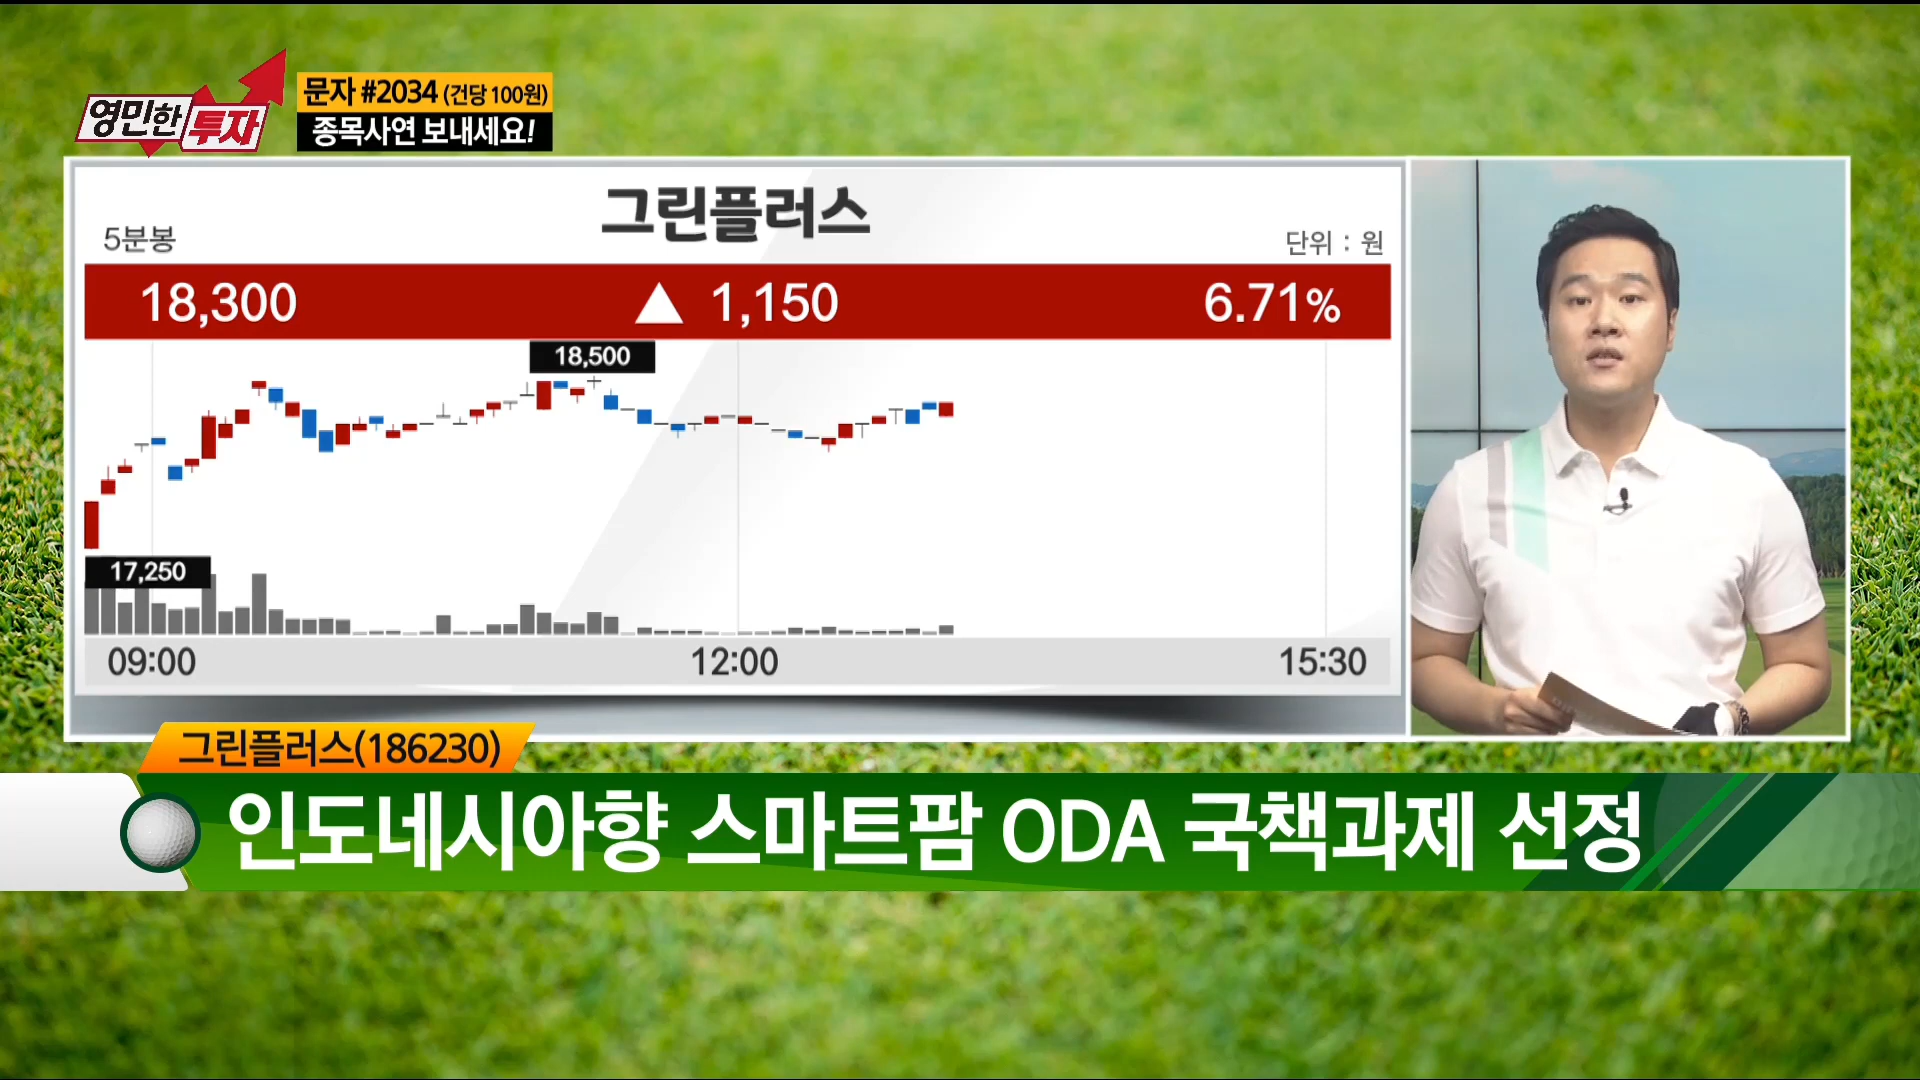 영민한 투자
문자 #2034 (건당 100원)
종목사연 보내세요!
그린플러스
5분봉
단위 : 원
18,300 ▲ 1,150 6.71%
18,500
17,250
09:00 12:00 15:30
그린플러스(186230)
인도네시아향 스마트팜 ODA 국책과제 선정